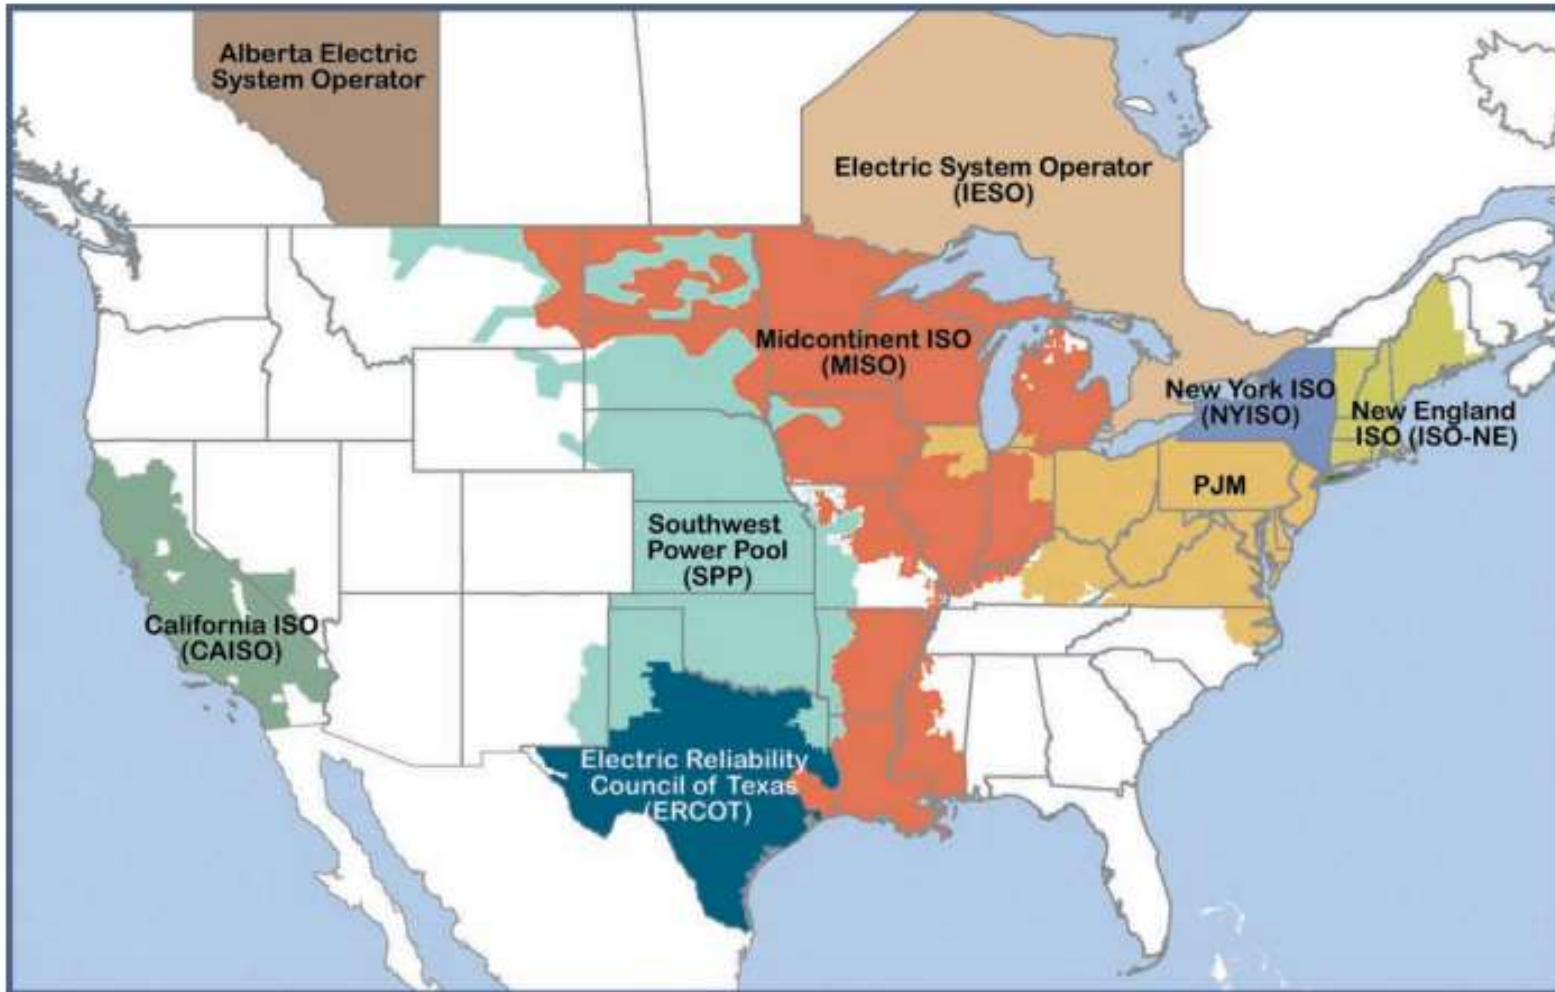 Alberta Electric
System Operator
Electric System Operator
(IESO)
Midcontinent ISO
(MISO)
New York ISO
(NYISO)
New England
ISO (ISO-NE)
PJM
Southwest
Power Pool
(SPP)
California ISO
(CAISO)
Electric Reliability
Council of Texas
(ERCOT)